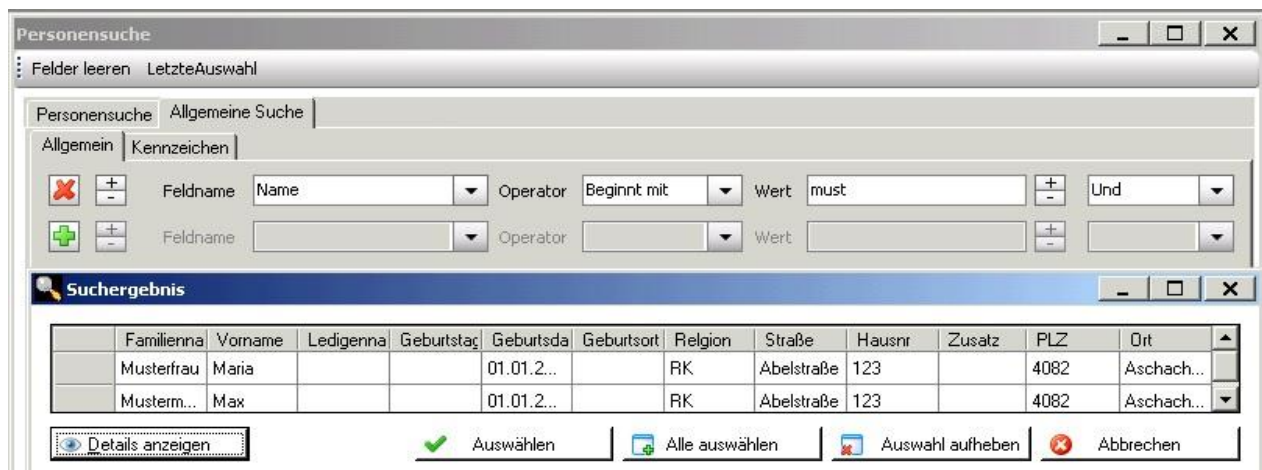 Personensuche
Felder leeren LetzteAuswahl
Personensuche Allgemeine Suche
Allgemein Kennzeichen
Feldname Name Operator Beginnt mit Wert must Und
Feldname Operator Wert
Suchergebnis
Familienna Vorname Ledigenna Geburtstag Geburtsda Geburtsort Relgion Straße Hausnr Zusatz PLZ Ort
Musterfrau Maria 01.01.2... RK Abelstraße 123 4082 Aschach...
Musterm... Max 01.01.2... RK Abelstraße 123 4082 Aschach...
Details anzeigen Auswählen Alle auswählen Auswahl aufheben Abbrechen